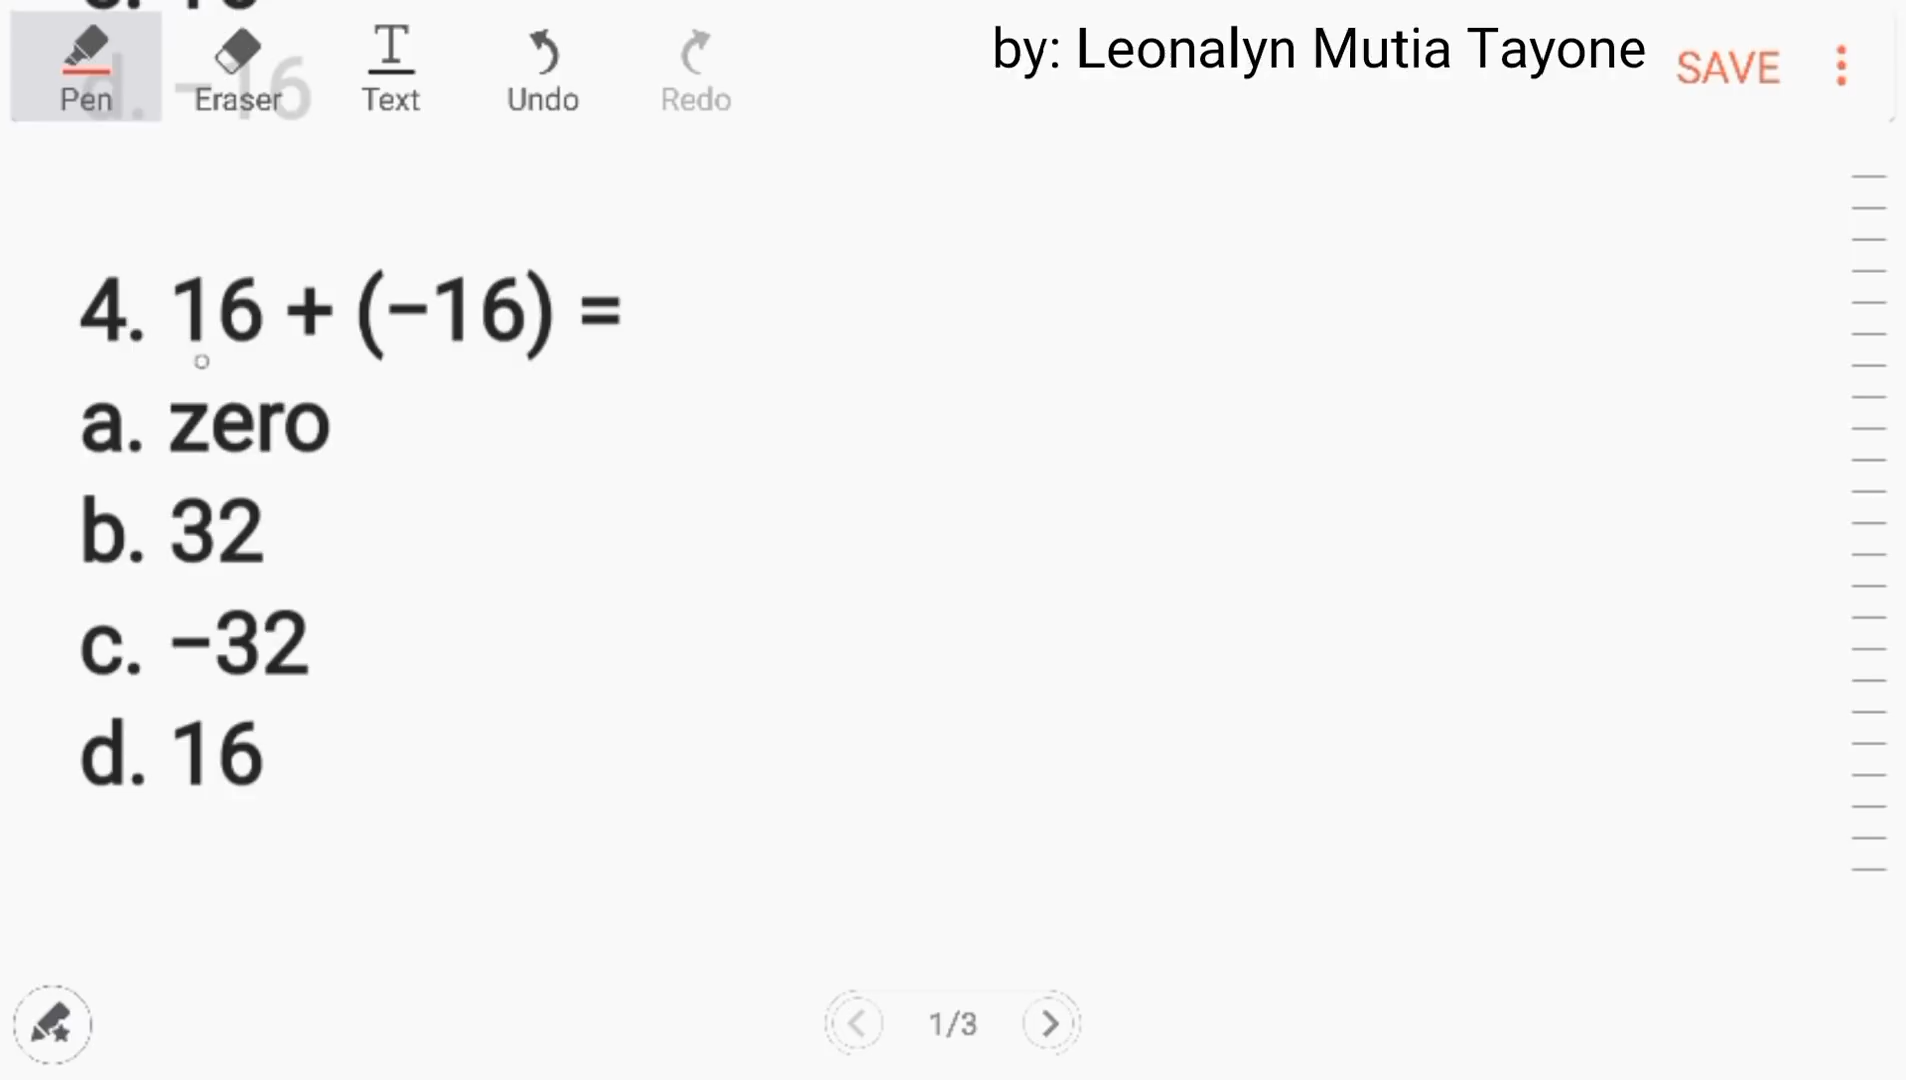 by: Leonalyn Mutia Tayone
Pen Eraser Text Undo Redo SAVE
d. –16
4. 16 + (–16) =
a. zero
b. 32
c. –32
d. 16
1/3